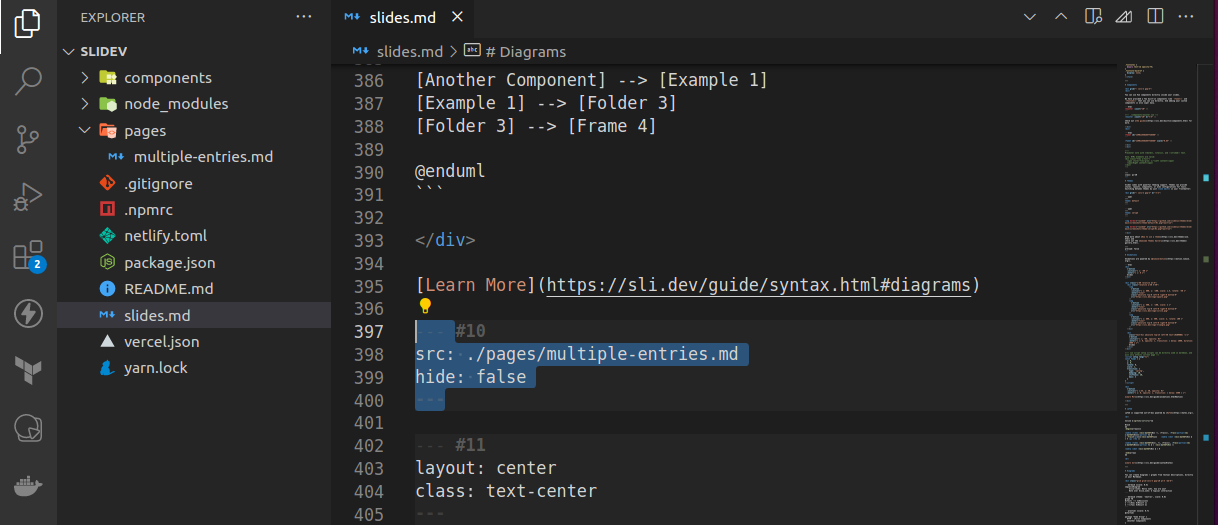 EXPLORER
SLIDEV
components
node_modules
pages
multiple-entries.md
.gitignore
.npmrc
netlify.toml
package.json
README.md
slides.md
vercel.json
yarn.lock
2
slides.md
slides.md > # Diagrams
386 [Another Component] --> [Example 1]
387 [Example 1] --> [Folder 3]
388 [Folder 3] --> [Frame 4]
389
390 @enduml
391 ```
392
393 </div>
394
395 [Learn More](https://sli.dev/guide/syntax.html#diagrams)
396
397 --- #10
398 src: ./pages/multiple-entries.md
399 hide: false
400 ---
401
402 --- #11
403 layout: center
404 class: text-center
405 ---